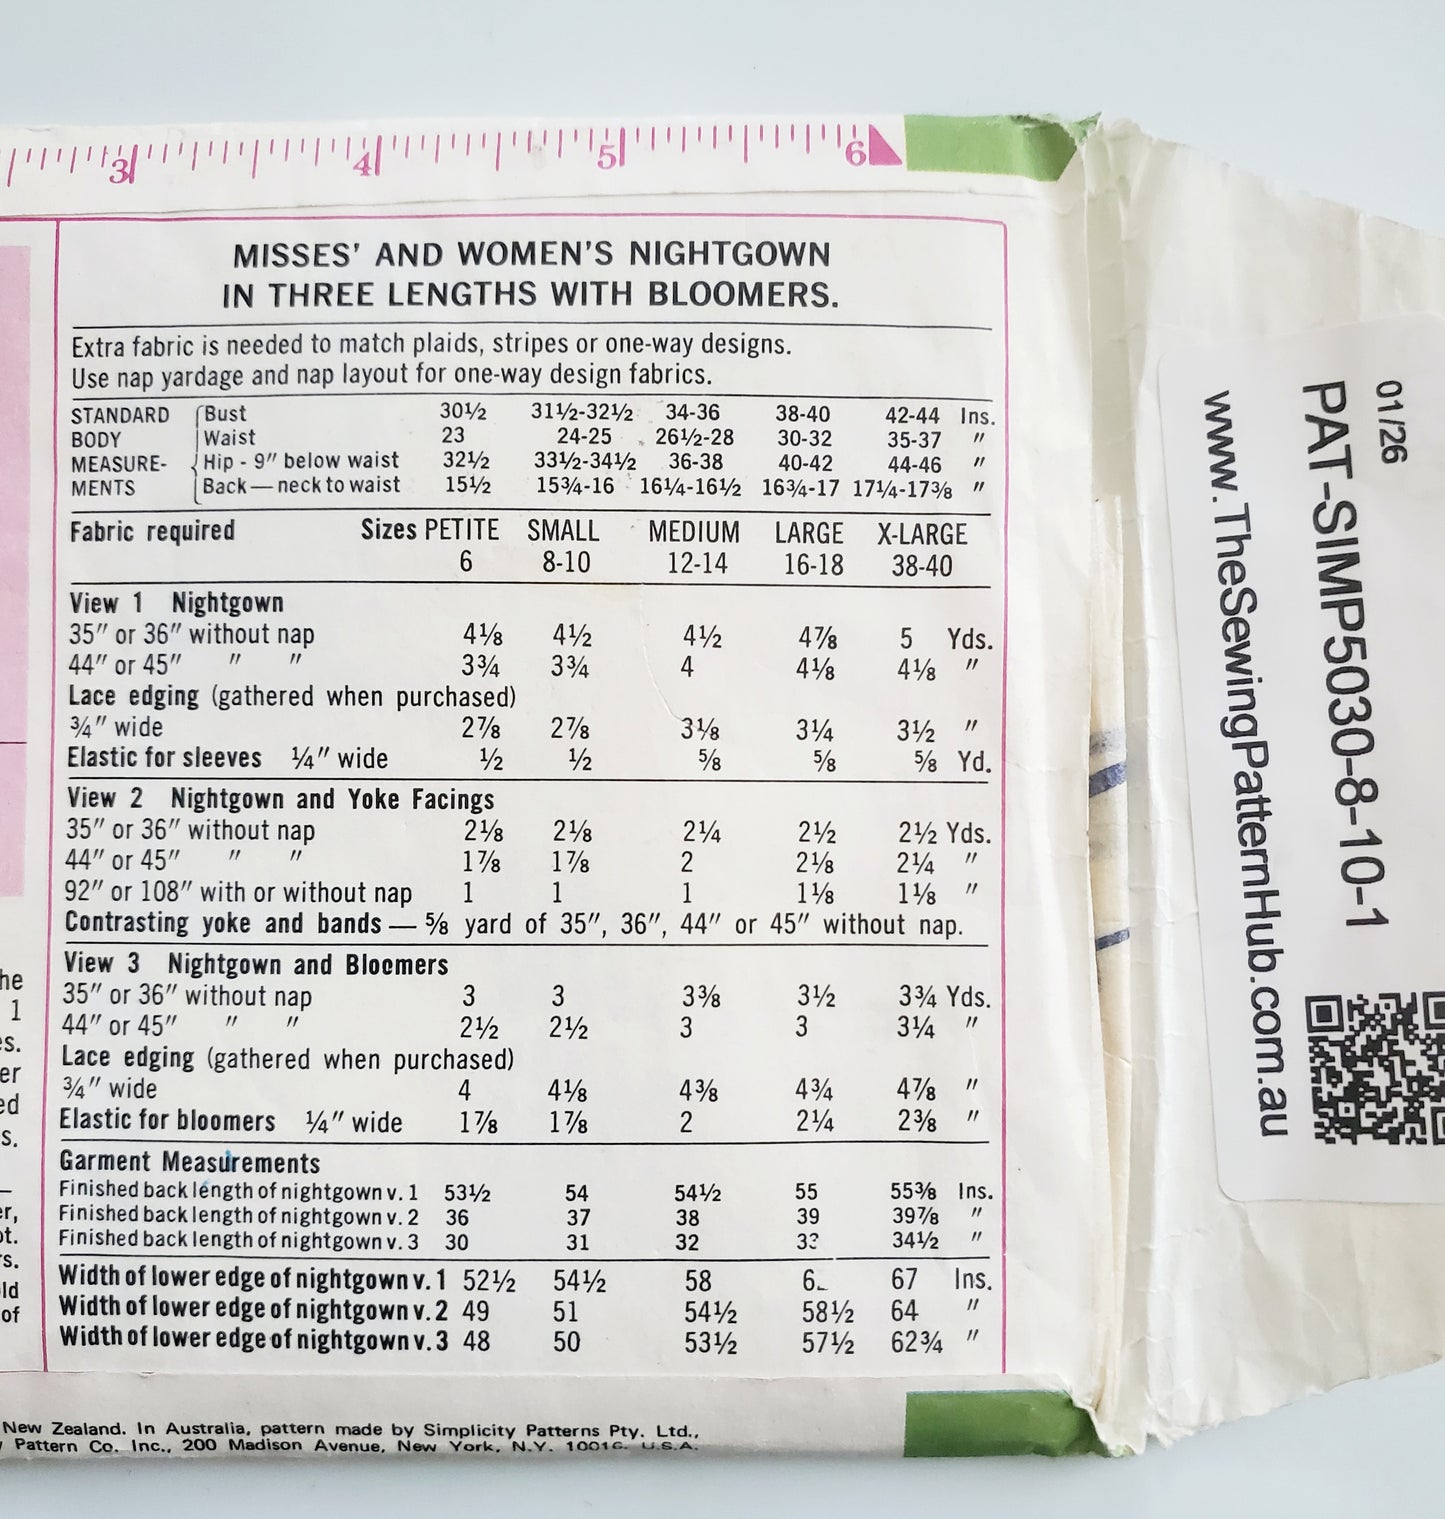 3 4 5 6
MISSES' AND WOMEN'S NIGHTGOWN
IN THREE LENGTHS WITH BLOOMERS.
Extra fabric is needed to match plaids, stripes or one-way designs.
Use nap yardage and nap layout for one-way design fabrics.
STANDARD Bust 30½ 31½-32½ 34-36 38-40 42-44 Ins.
BODY Waist 23 24-25 26½-28 30-32 35-37 "
MEASURE- Hip - 9" below waist 32½ 33½-34½ 36-38 40-42 44-46 "
MENTS Back — neck to waist 15½ 15¾-16 16¼-16½ 16¾-17 17¼-17⅜ "
Fabric required Sizes PETITE SMALL MEDIUM LARGE X-LARGE
6 8-10 12-14 16-18 38-40
View 1 Nightgown
35" or 36" without nap 4⅛ 4½ 4½ 4⅞ 5 Yds.
44" or 45" " " 3¾ 3¾ 4 4⅛ 4⅛ "
Lace edging (gathered when purchased)
¾" wide 2⅞ 2⅞ 3⅛ 3¼ 3½ "
Elastic for sleeves ¼" wide ½ ½ ⅝ ⅝ ⅝ Yd.
View 2 Nightgown and Yoke Facings
35" or 36" without nap 2⅛ 2⅛ 2¼ 2½ 2½ Yds.
44" or 45" " " 1⅞ 1⅞ 2 2⅛ 2¼ "
92" or 108" with or without nap 1 1 1 1⅛ 1⅛ "
Contrasting yoke and bands — ⅝ yard of 35", 36", 44" or 45" without nap.
View 3 Nightgown and Bloomers
35" or 36" without nap 3 3 3⅜ 3½ 3¾ Yds.
44" or 45" " " 2½ 2½ 3 3 3¼ "
Lace edging (gathered when purchased)
¾" wide 4 4⅛ 4⅜ 4¾ 4⅞ "
Elastic for bloomers ¼" wide 1⅞ 1⅞ 2 2¼ 2⅜ "
Garment Measurements
Finished back length of nightgown v. 1 53½ 54 54½ 55 55⅜ Ins.
Finished back length of nightgown v. 2 36 37 38 39 39⅞ "
Finished back length of nightgown v. 3 30 31 32 34½ "
Width of lower edge of nightgown v. 1 52½ 54½ 58 67 Ins.
Width of lower edge of nightgown v. 2 49 51 54½ 58½ 64 "
Width of lower edge of nightgown v. 3 48 50 53½ 57½ 62¾ "
New Zealand. In Australia, pattern made by Simplicity Patterns Pty. Ltd.,
Pattern Co. Inc., 200 Madison Avenue, New York, N.Y. 10016. U.S.A.
1
of
01/26
PAT-SIMP5030-8-10-1
www.TheSewingPatternHub.com.au